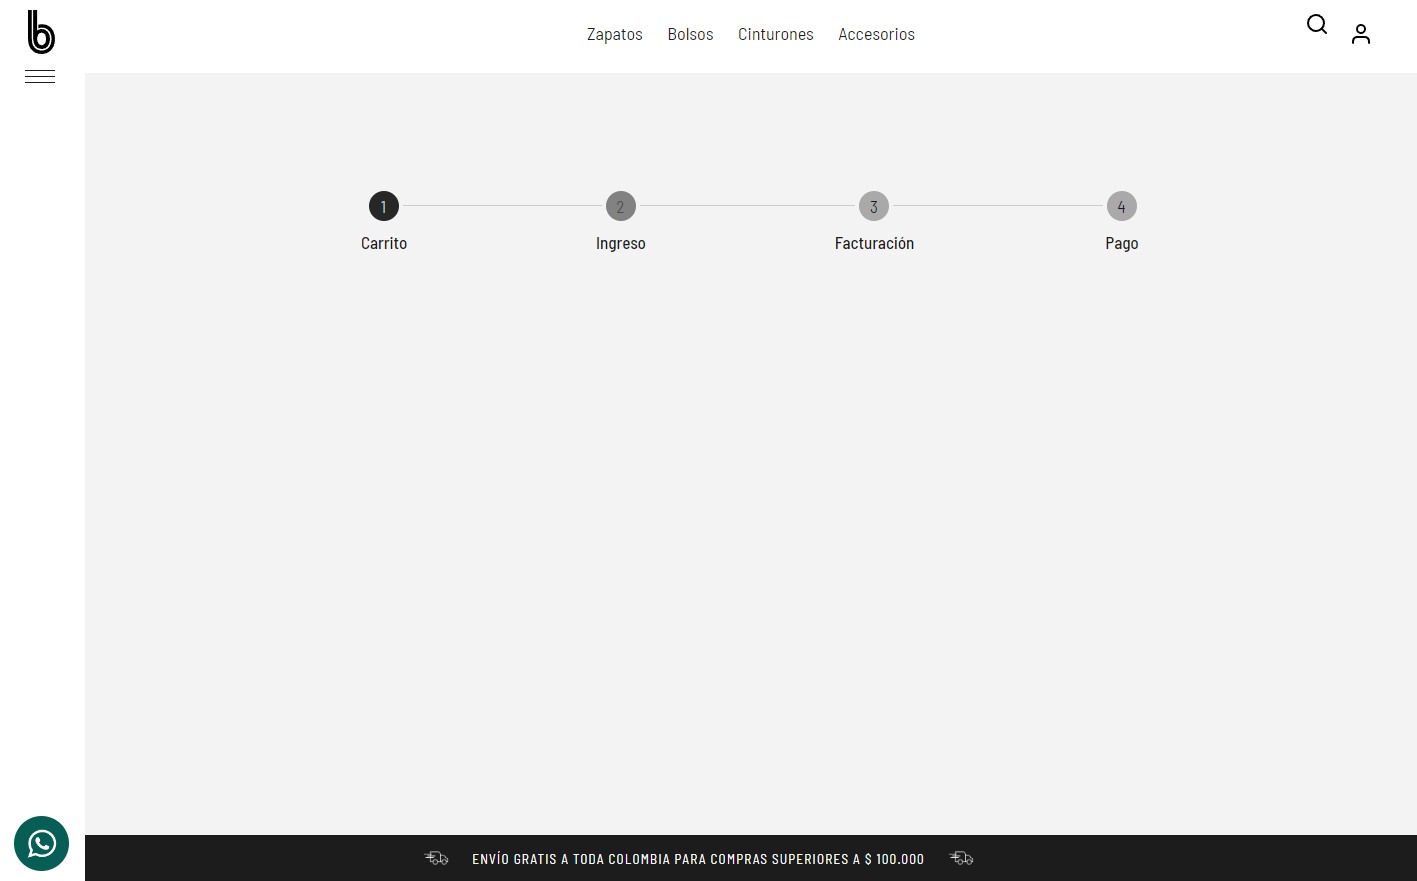 b
Zapatos Bolsos Cinturones Accesorios
1 2 3 4
Carrito Ingreso Facturación Pago
ENVÍO GRATIS A TODA COLOMBIA PARA COMPRAS SUPERIORES A $ 100.000